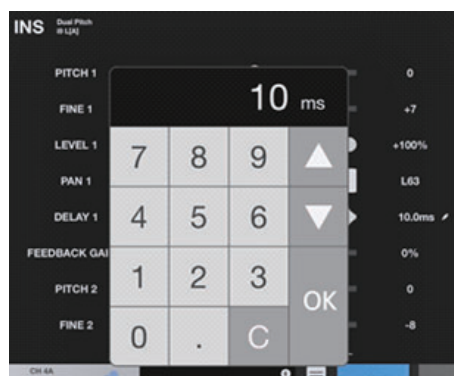 INS Dual Pitch
L[A]
PITCH 1 0
10 ms
FINE 1 +7
LEVEL 1 +100%
7 8 9
PAN 1 L63
4 5 6
DELAY 1 10.0ms
FEEDBACK GAI 0%
1 2 3
OK
PITCH 2 0
FINE 2 -8
0 . C
CH 4A